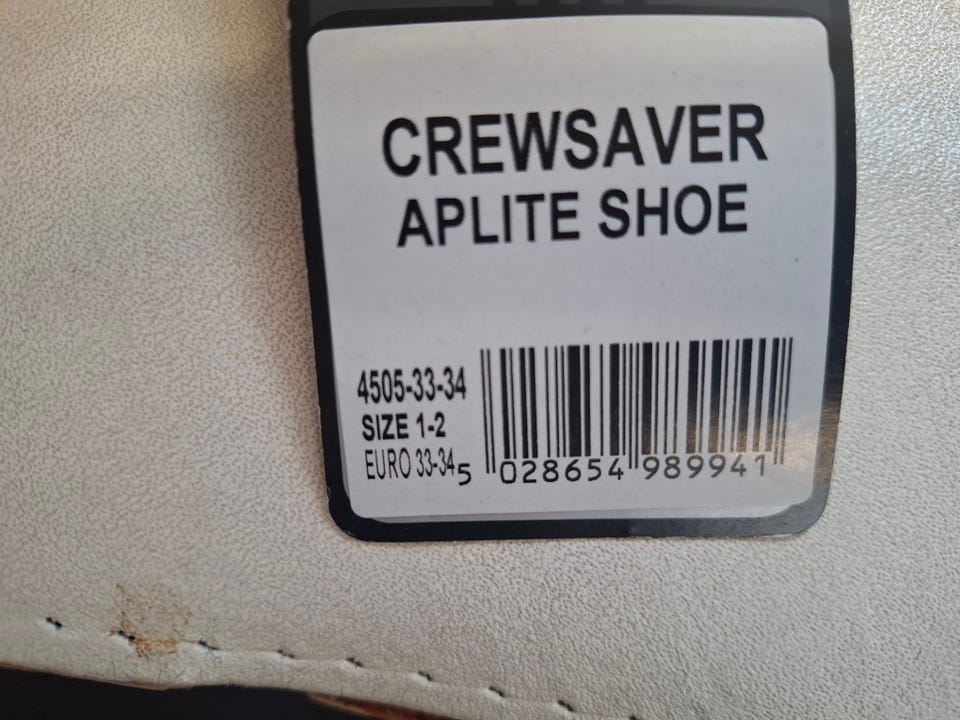 CREWSAVER
APLITE SHOE
4505-33-34
SIZE 1-2
EURO 33-34
5 028654 989941